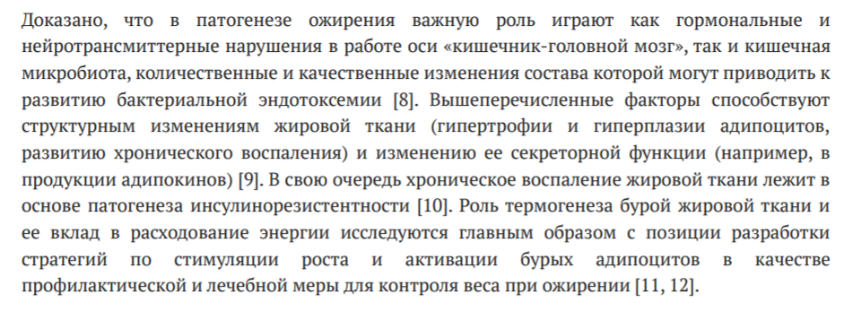 Доказано, что в патогенезе ожирения важную роль играют как гормональные и
нейротрансмиттерные нарушения в работе оси «кишечник-головной мозг», так и кишечная
микробиота, количественные и качественные изменения состава которой могут приводить к
развитию бактериальной эндотоксемии [8]. Вышеперечисленные факторы способствуют
структурным изменениям жировой ткани (гипертрофии и гиперплазии адипоцитов,
развитию хронического воспаления) и изменению ее секреторной функции (например, в
продукции адипокинов) [9]. В свою очередь хроническое воспаление жировой ткани лежит в
основе патогенеза инсулинорезистентности [10]. Роль термогенеза бурой жировой ткани и
ее вклад в расходование энергии исследуются главным образом с позиции разработки
стратегий по стимуляции роста и активации бурых адипоцитов в качестве
профилактической и лечебной меры для контроля веса при ожирении [11, 12].